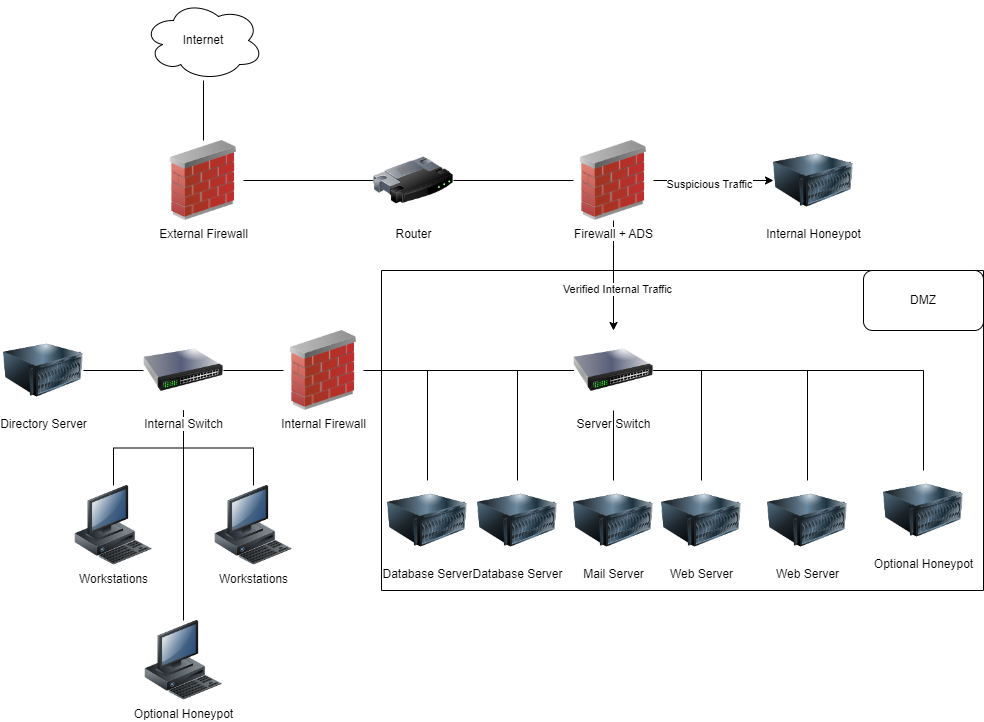 Internet
External Firewall
Router
Firewall + ADS
Suspicious Traffic
Internal Honeypot
Verified Internal Traffic
DMZ
Directory Server
Internal Switch
Internal Firewall
Server Switch
Workstations
Workstations
Database Server
Database Server
Mail Server
Web Server
Web Server
Optional Honeypot
Optional Honeypot